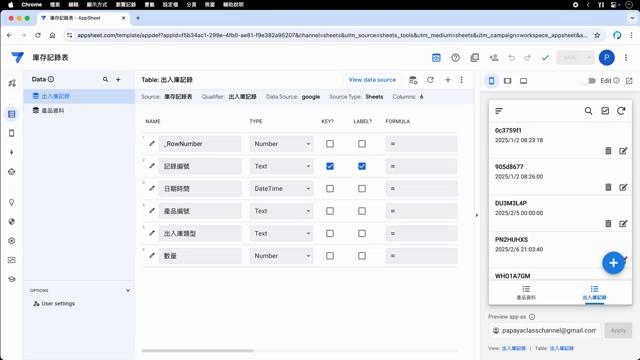 Chrome 檔案 編輯 顯示方式 瀏覽記錄 書籤 設定檔 分頁 視窗 輔助說明
庫存記錄表 - AppSheet
appsheet.com/template/appdef?appId=f5b34ac1-299e-4fb0-ae81-f9e382a95207&channel=sheets&utm_source=sheets_tools&utm_medium=sheets&utm_campaign=workspace_appsheet&a...
庫存記錄表
P
Data
出入庫記錄
產品資料
OPTIONS
User settings
Table: 出入庫記錄
View data source
Source: 庫存記錄表 Qualifier: 出入庫記錄 Data Source: google Source Type: Sheets Columns: 6
NAME TYPE KEY? LABEL? FORMULA
1 _RowNumber Number =
2 記錄編號 Text =
3 日期時間 DateTime =
4 產品編號 Text =
5 出入庫類型 Text =
6 數量 Number =
Edit
0c3759f1
2025/1/2 08:23:18
905d8677
2025/1/2 08:26:00
DU3M3L4P
2025/2/5 00:00:00
PN2HUHXS
2025/2/6 21:03:40
WHO1A7GM
產品資料 出入庫記錄
Preview app as
papayaclasschannel@gmail.com
Apply
View: 出入庫記錄 | Table: 出入庫記錄